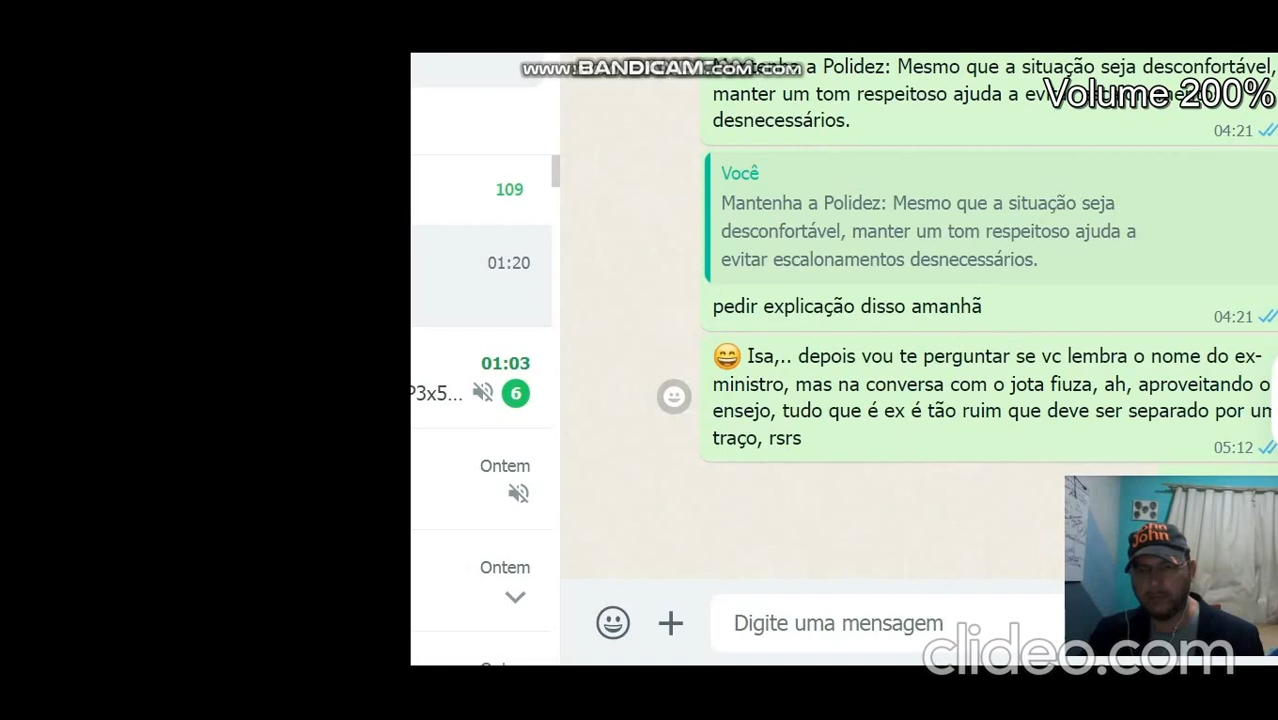 www.BANDICAM.com.com
a Polidez: Mesmo que a situação seja desconfortável,
Volume 200%
manter um tom respeitoso ajuda a
desnecessários.
04:21
109
Você
Mantenha a Polidez: Mesmo que a situação seja
desconfortável, manter um tom respeitoso ajuda a
evitar escalonamentos desnecessários.
01:20
pedir explicação disso amanhã
04:21
😄 Isa,.. depois vou te perguntar se vc lembra o nome do ex-
ministro, mas na conversa com o jota fiuza, ah, aproveitando o
ensejo, tudo que é ex é tão ruim que deve ser separado por um
traço, rsrs
05:12
01:03
P3x5... 6
Ontem
Ontem
John
Digite uma mensagem
clideo.com